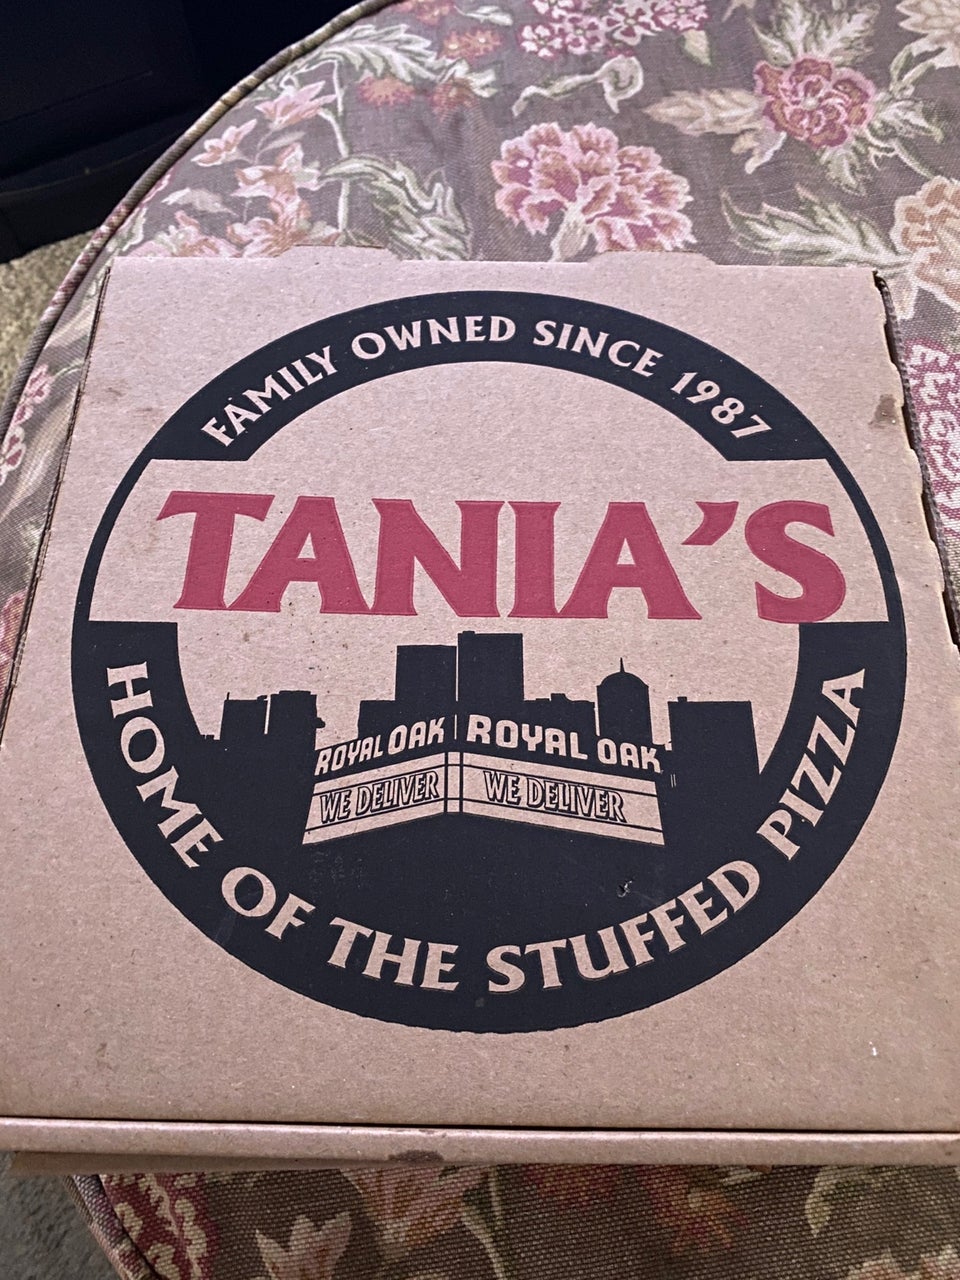 FAMILY OWNED SINCE 1987
TANIA'S
ROYAL OAK ROYAL OAK
WE DELIVER WE DELIVER
HOME OF THE STUFFED PIZZA